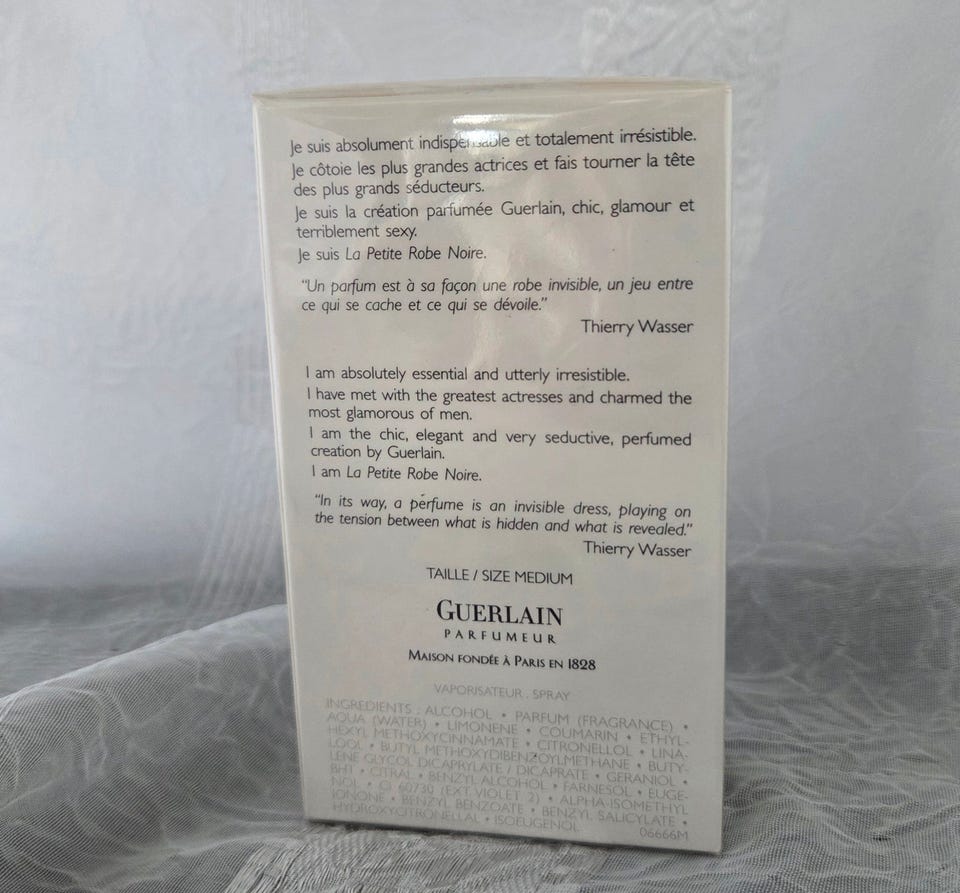 Je suis absolument indispensable et totalement irrésistible.
Je côtoie les plus grandes actrices et fais tourner la tête
des plus grands séducteurs.
Je suis la création parfumée Guerlain, chic, glamour et
terriblement sexy.
Je suis La Petite Robe Noire.
"Un parfum est à sa façon une robe invisible, un jeu entre
ce qui se cache et ce qui se dévoile."
Thierry Wasser
I am absolutely essential and utterly irresistible.
I have met with the greatest actresses and charmed the
most glamorous of men.
I am the chic, elegant and very seductive, perfumed
creation by Guerlain.
I am La Petite Robe Noire.
"In its way, a perfume is an invisible dress, playing on
the tension between what is hidden and what is revealed."
Thierry Wasser
TAILLE / SIZE MEDIUM
GUERLAIN
PARFUMEUR
MAISON FONDÉE À PARIS EN 1828
VAPORISATEUR . SPRAY
INGREDIENTS : ALCOHOL • PARFUM (FRAGRANCE) •
AQUA (WATER) • LIMONENE • COUMARIN • ETHYL-
HEXYL METHOXYCINNAMATE • CITRONELLOL • LINA-
LOOL • BUTYL METHOXYDIBENZOYLMETHANE • BUTY-
LENE GLYCOL DICAPRYLATE / DICAPRATE • GERANIOL •
BHT • CITRAL • BENZYL ALCOHOL • FARNESOL • EUGE-
NOL • CI 60730 (EXT. VIOLET 2) • ALPHA-ISOMETHYL
IONONE • BENZYL BENZOATE • BENZYL SALICYLATE •
HYDROXYCITRONELLAL • ISOEUGENOL 06666M